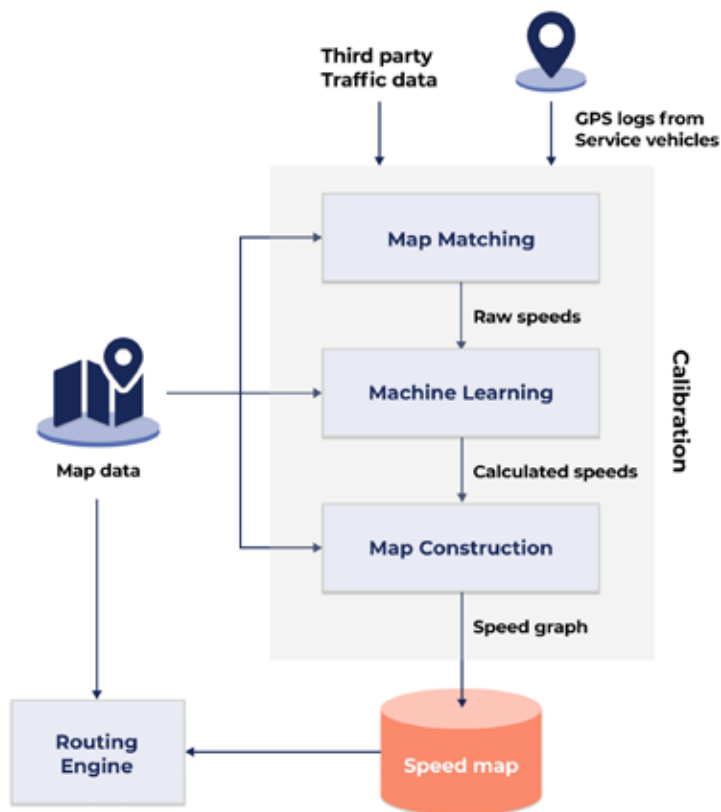 Third party
Traffic data
GPS logs from
Service vehicles
Map Matching
Raw speeds
Machine Learning
Calibration
Map data
Calculated speeds
Map Construction
Speed graph
Routing
Engine
Speed map